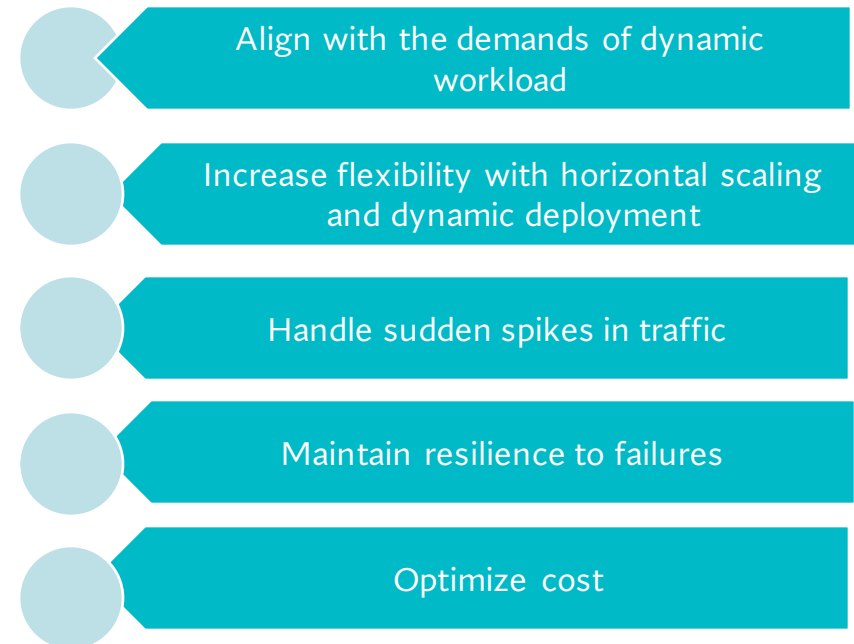 Align with the demands of dynamic
workload
Increase flexibility with horizontal scaling
and dynamic deployment
Handle sudden spikes in traffic
Maintain resilience to failures
Optimize cost